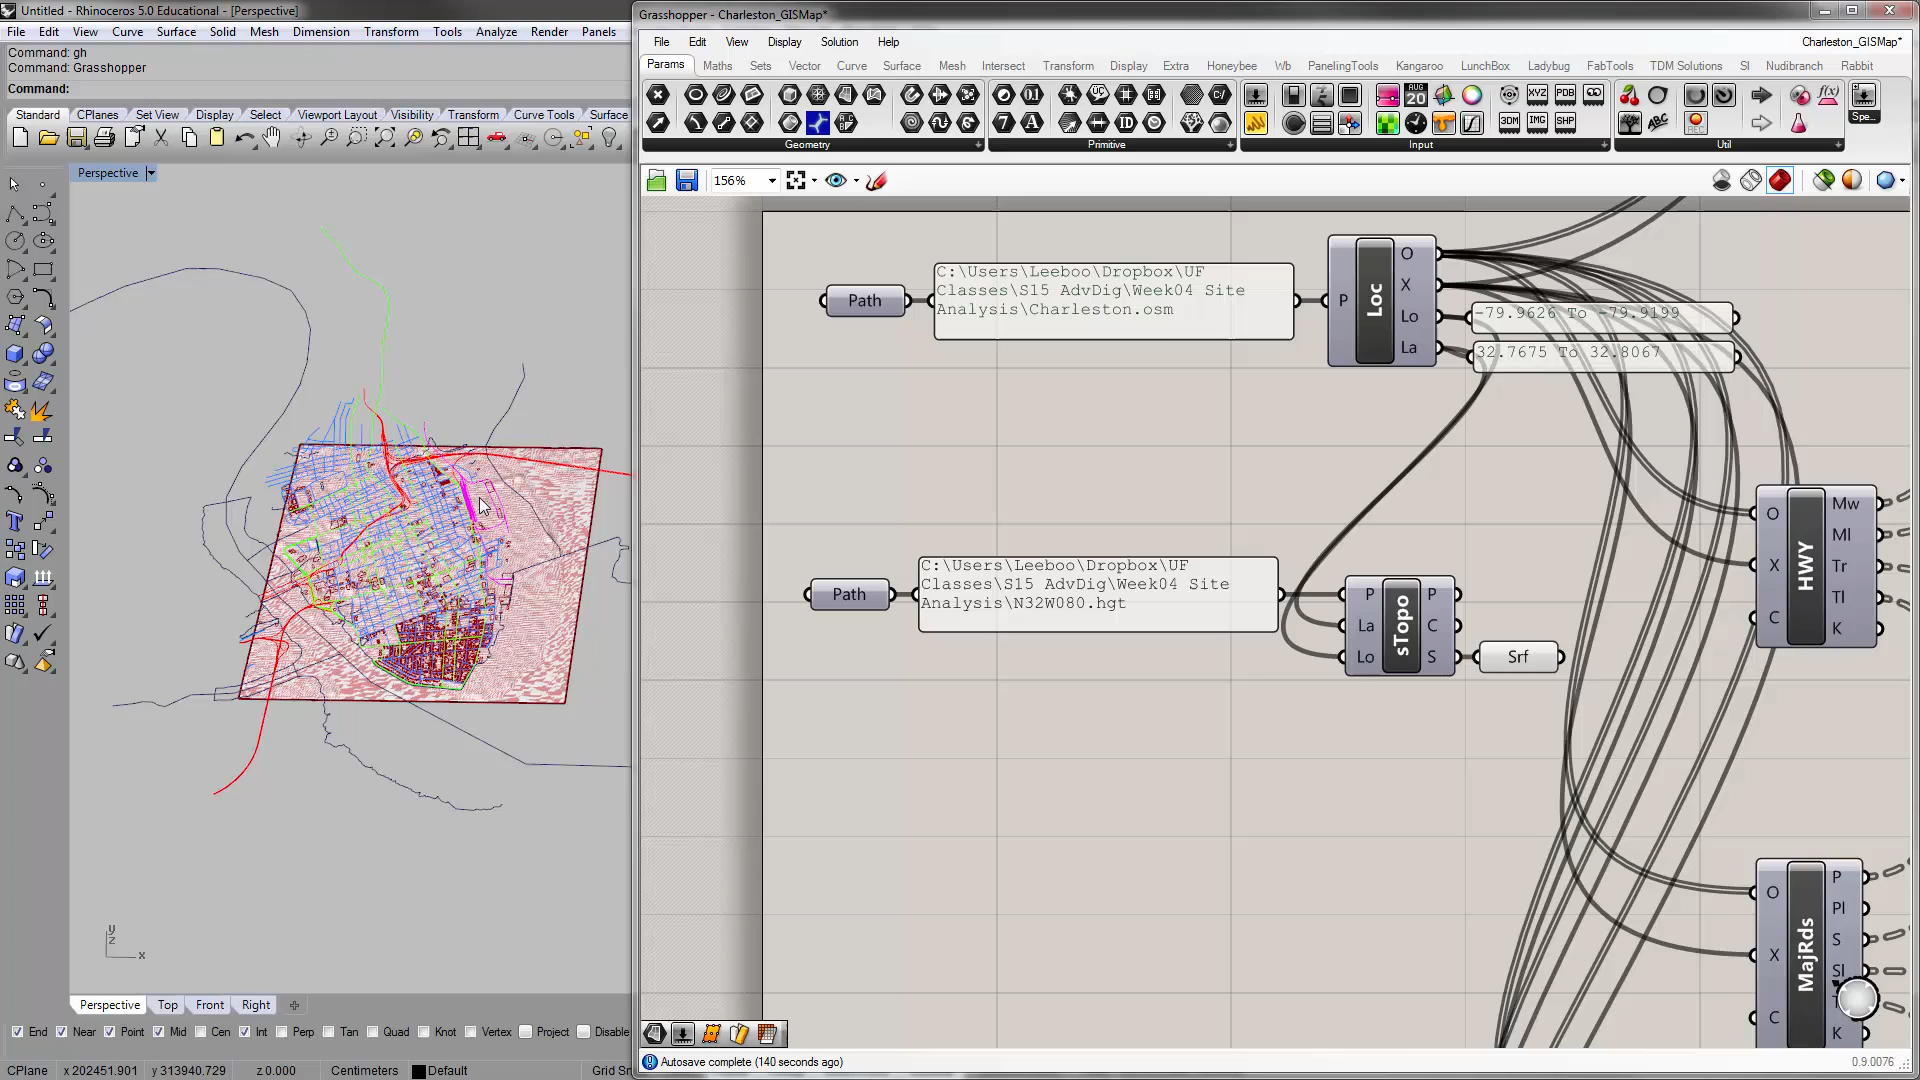 Untitled - Rhinoceros 5.0 Educational - [Perspective]
File Edit View Curve Surface Solid Mesh Dimension Transform Tools Analyze Render Panels
Command: gh
Command: Grasshopper
Command:
Standard CPlanes Set View Display Select Viewport Layout Visibility Transform Curve Tools Surface
Perspective
y
z
x
Perspective Top Front Right
End Near Point Mid Cen Int Perp Tan Quad Knot Vertex Project Disable
CPlane x 202451.901 y 313940.729 z 0.000 Centimeters Default Grid Sn
Grasshopper - Charleston_GISMap*
File Edit View Display Solution Help Charleston_GISMap*
Params Maths Sets Vector Curve Surface Mesh Intersect Transform Display Extra Honeybee Wb PanelingTools Kangaroo LunchBox Ladybug FabTools TDM Solutions SI Nudibranch Rabbit
Geometry Primitive Input Util Spe...
156%
Path
C:\Users\Leeboo\Dropbox\UF
Classes\S15 AdvDig\Week04 Site
Analysis\Charleston.osm
P Loc O X Lo La
-79.9626 To -79.9199
32.7675 To 32.8067
Path
C:\Users\Leeboo\Dropbox\UF
Classes\S15 AdvDig\Week04 Site
Analysis\N32W080.hgt
P La Lo sTopo P C S
Srf
O X C HWY Mw Ml Tr Tl K
O X C MajRds P Pl S Sl K
Autosave complete (140 seconds ago)
0.9.0076